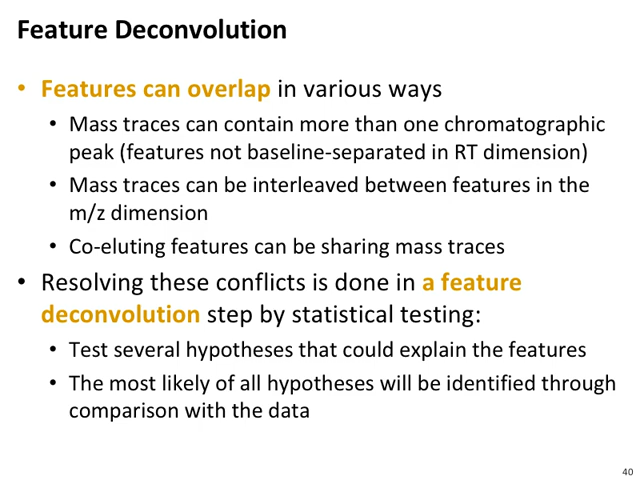 Feature Deconvolution
• Features can overlap in various ways
• Mass traces can contain more than one chromatographic
peak (features not baseline-separated in RT dimension)
• Mass traces can be interleaved between features in the
m/z dimension
• Co-eluting features can be sharing mass traces
• Resolving these conflicts is done in a feature
deconvolution step by statistical testing:
• Test several hypotheses that could explain the features
• The most likely of all hypotheses will be identified through
comparison with the data
40